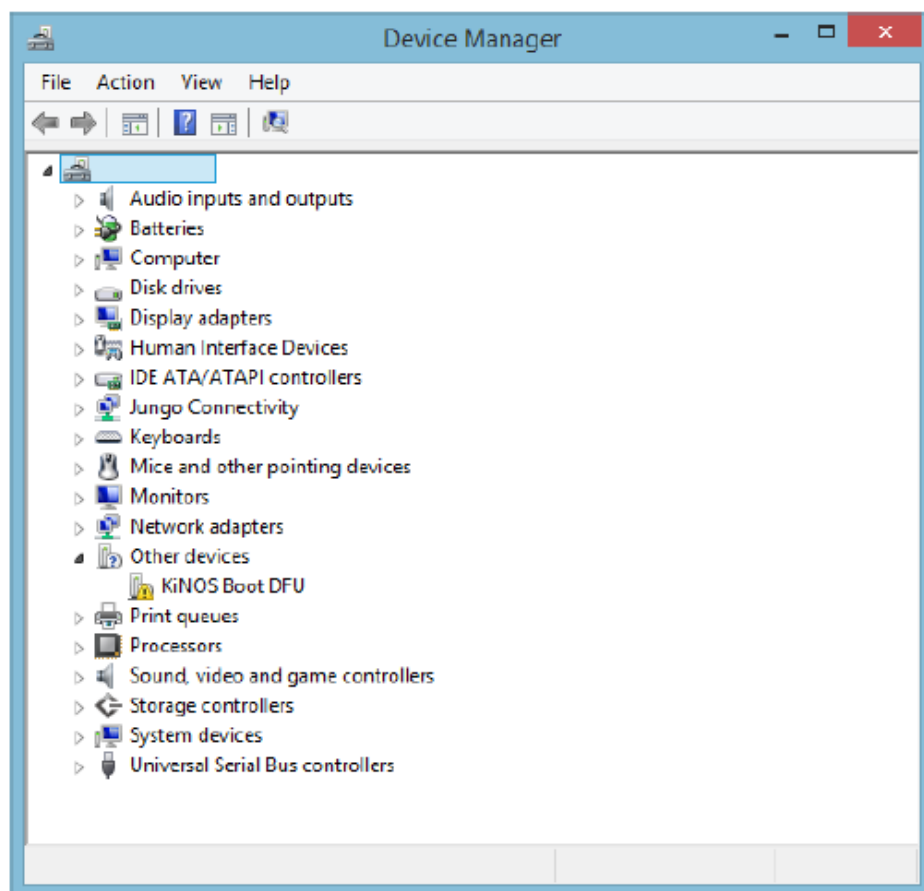 Device Manager
File Action View Help
Audio inputs and outputs
Batteries
Computer
Disk drives
Display adapters
Human Interface Devices
IDE ATA/ATAPI controllers
Jungo Connectivity
Keyboards
Mice and other pointing devices
Monitors
Network adapters
Other devices
KiNOS Boot DFU
Print queues
Processors
Sound, video and game controllers
Storage controllers
System devices
Universal Serial Bus controllers